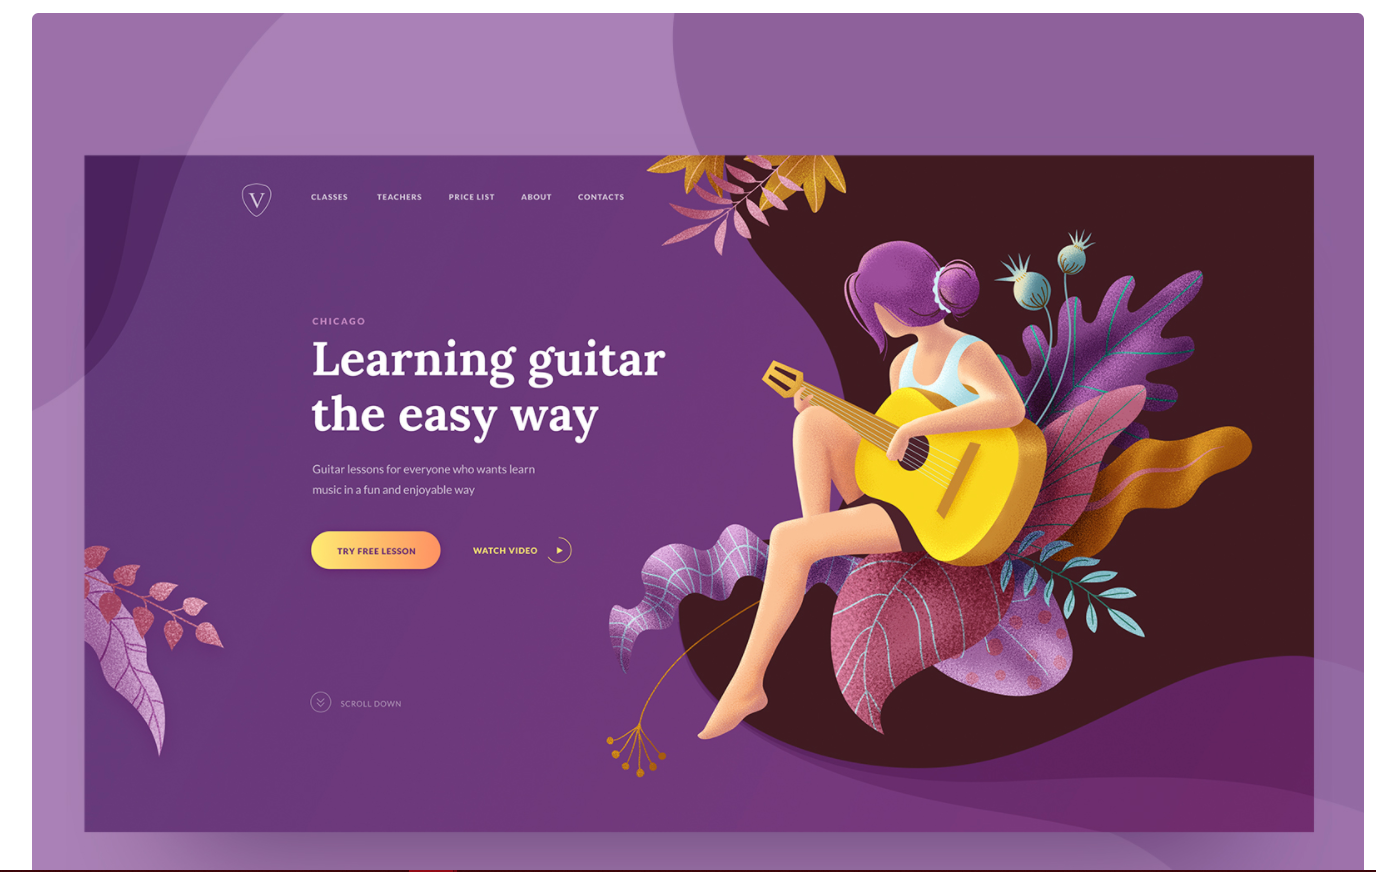 V
CLASSES TEACHERS PRICE LIST ABOUT CONTACTS
CHICAGO
Learning guitar
the easy way
Guitar lessons for everyone who wants learn
music in a fun and enjoyable way
TRY FREE LESSON WATCH VIDEO
SCROLL DOWN